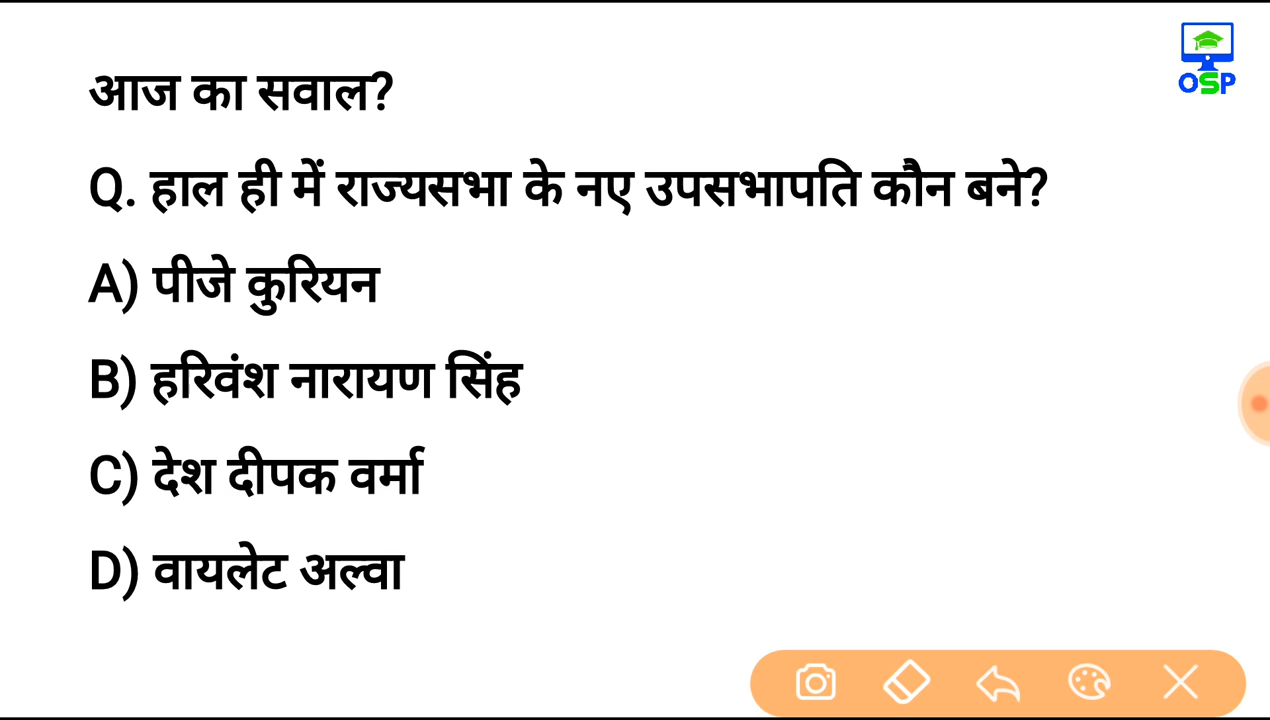 OSP
आज का सवाल?
Q. हाल ही में राज्यसभा के नए उपसभापति कौन बने?
A) पीजे कुरियन
B) हरिवंश नारायण सिंह
C) देश दीपक वर्मा
D) वायलेट अल्वा